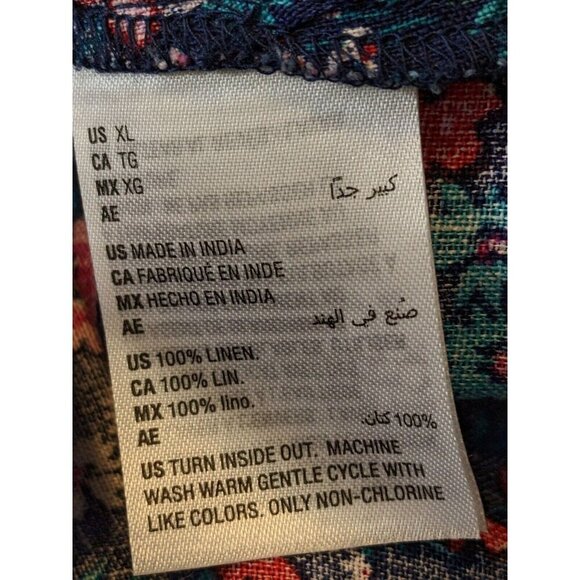 US XL
CA TG
MX XG
AE كبير جدًا
US MADE IN INDIA
CA FABRIQUÉ EN INDE
MX HECHO EN INDIA
AE صُنع في الهند
US 100% LINEN.
CA 100% LIN.
MX 100% lino.
AE 100% كتان.
US TURN INSIDE OUT. MACHINE
WASH WARM GENTLE CYCLE WITH
LIKE COLORS. ONLY NON-CHLORINE